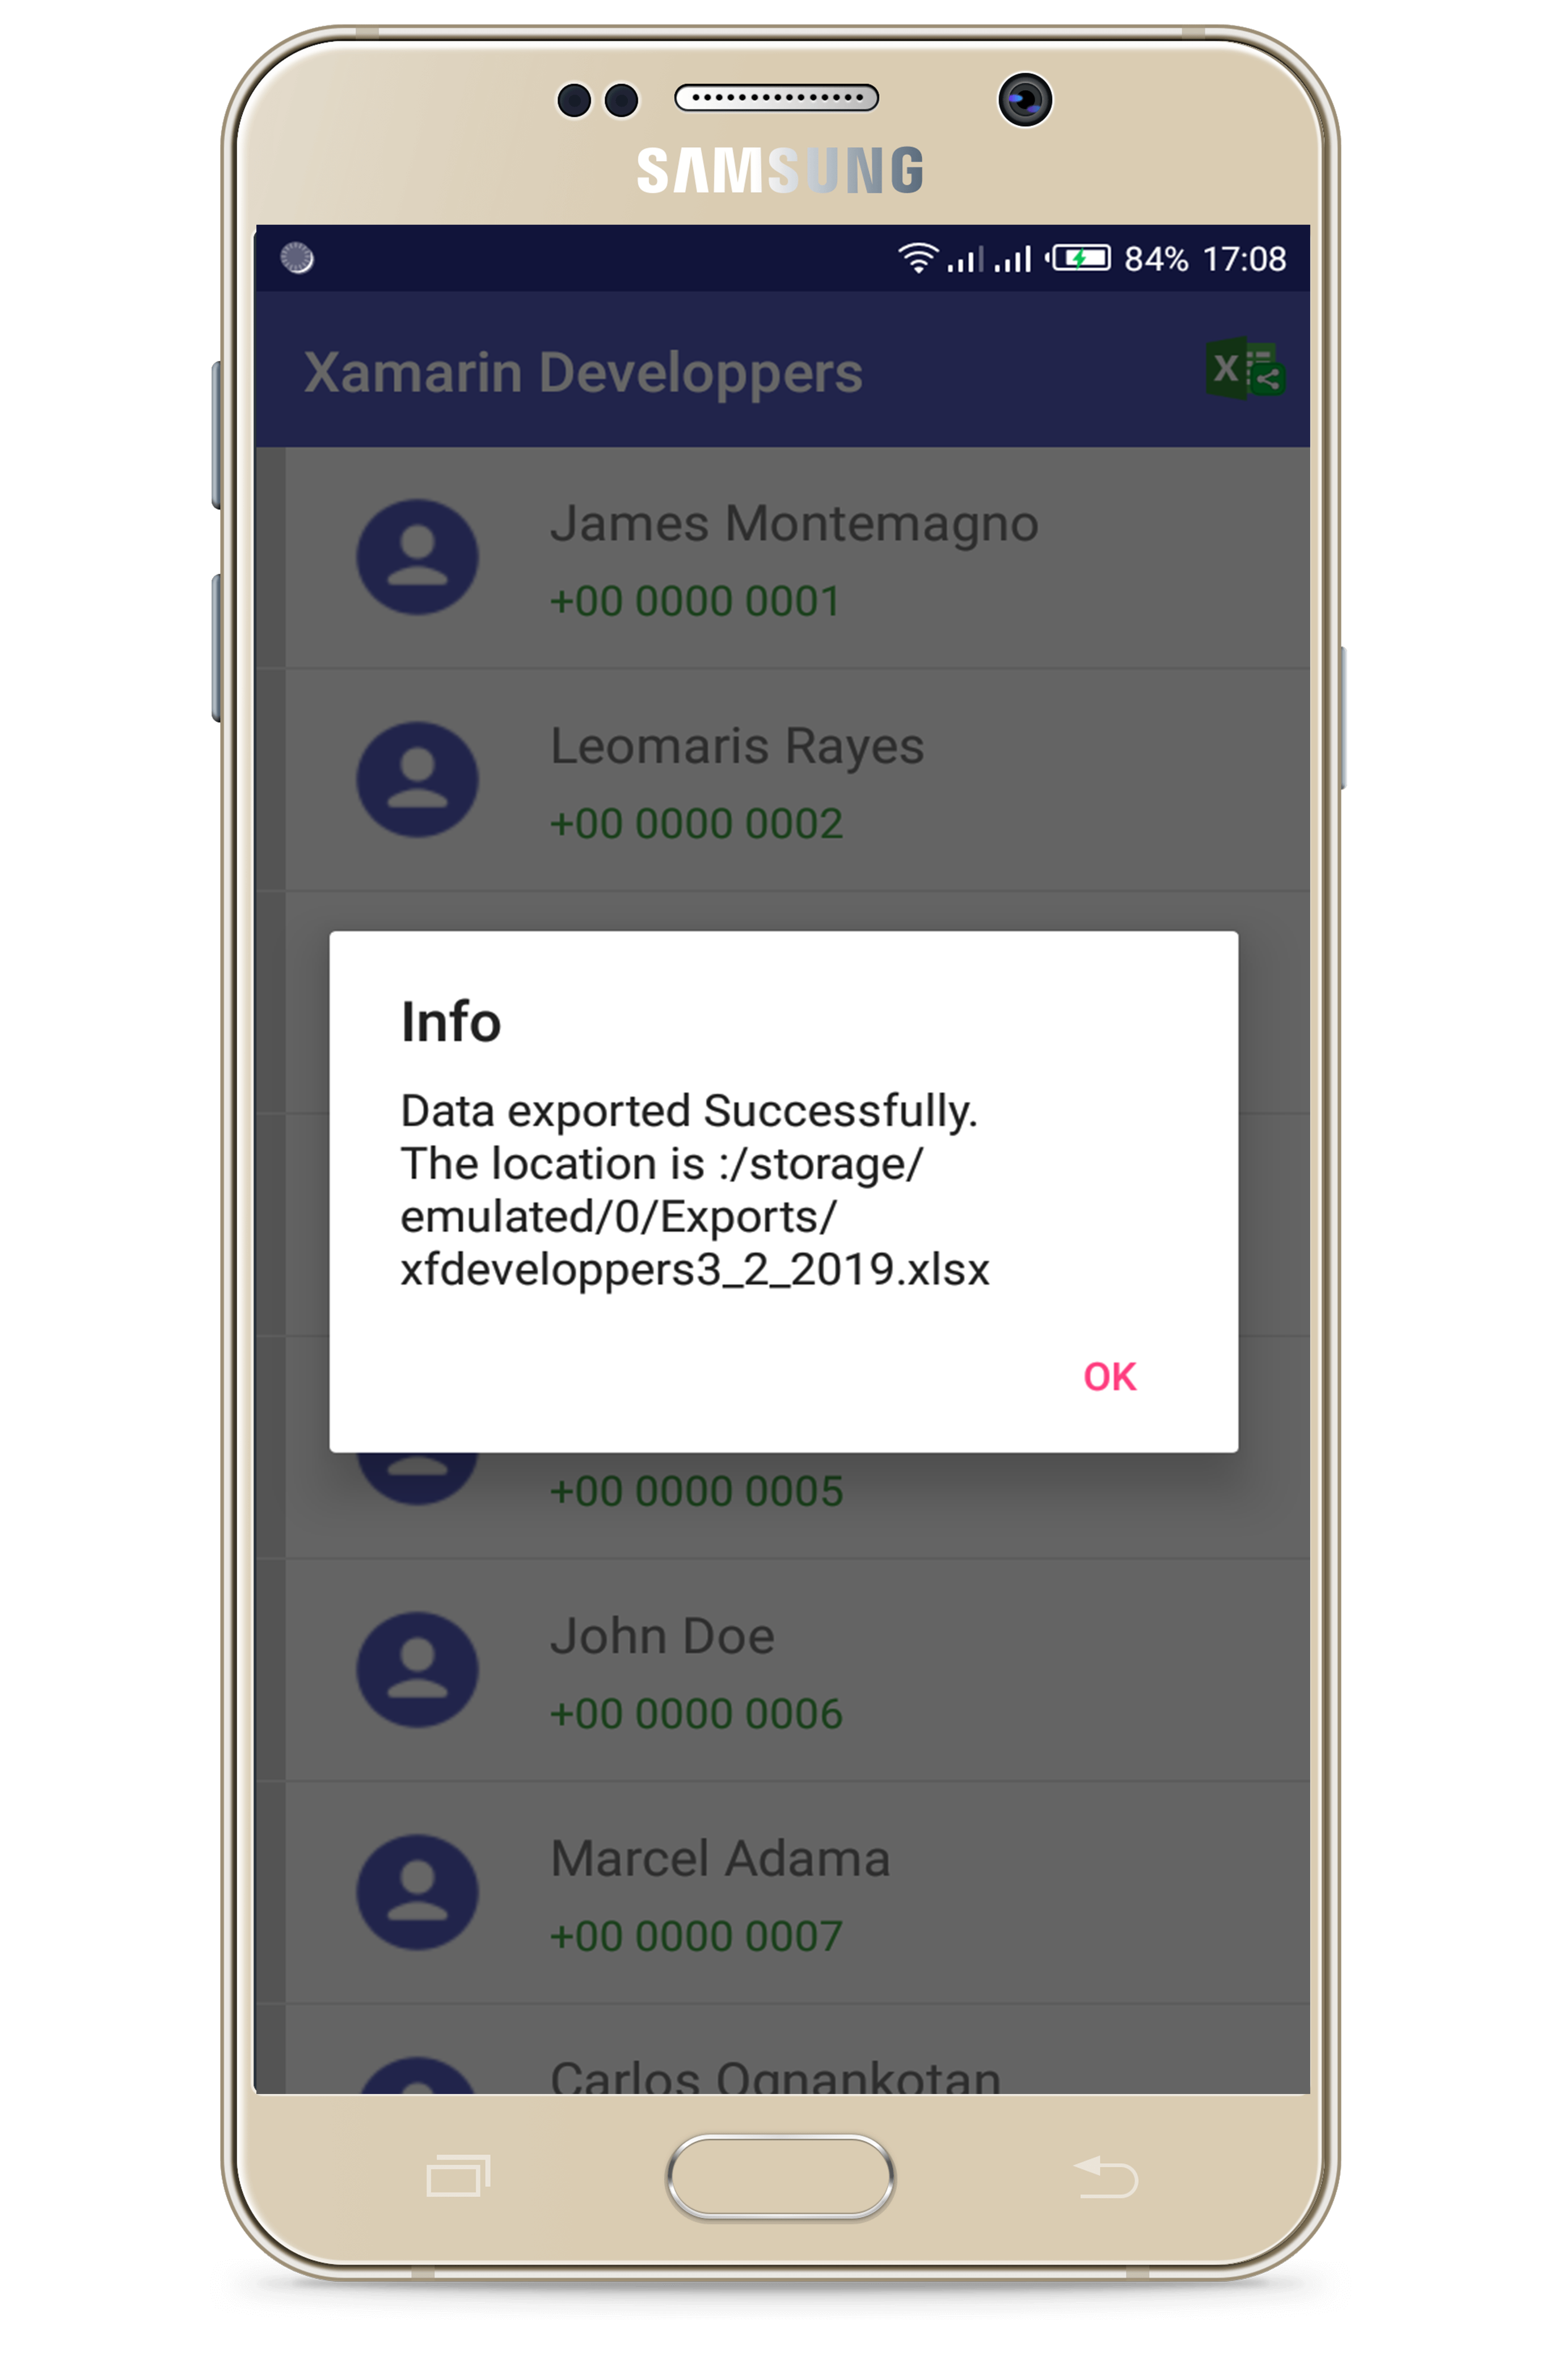 SAMSUNG
84% 17:08
Xamarin Developpers
X
James Montemagno
+00 0000 0001
Leomaris Rayes
+00 0000 0002
Info
Data exported Successfully.
The location is :/storage/
emulated/0/Exports/
xfdeveloppers3_2_2019.xlsx
OK
+00 0000 0005
John Doe
+00 0000 0006
Marcel Adama
+00 0000 0007
Carlos Ognankotan